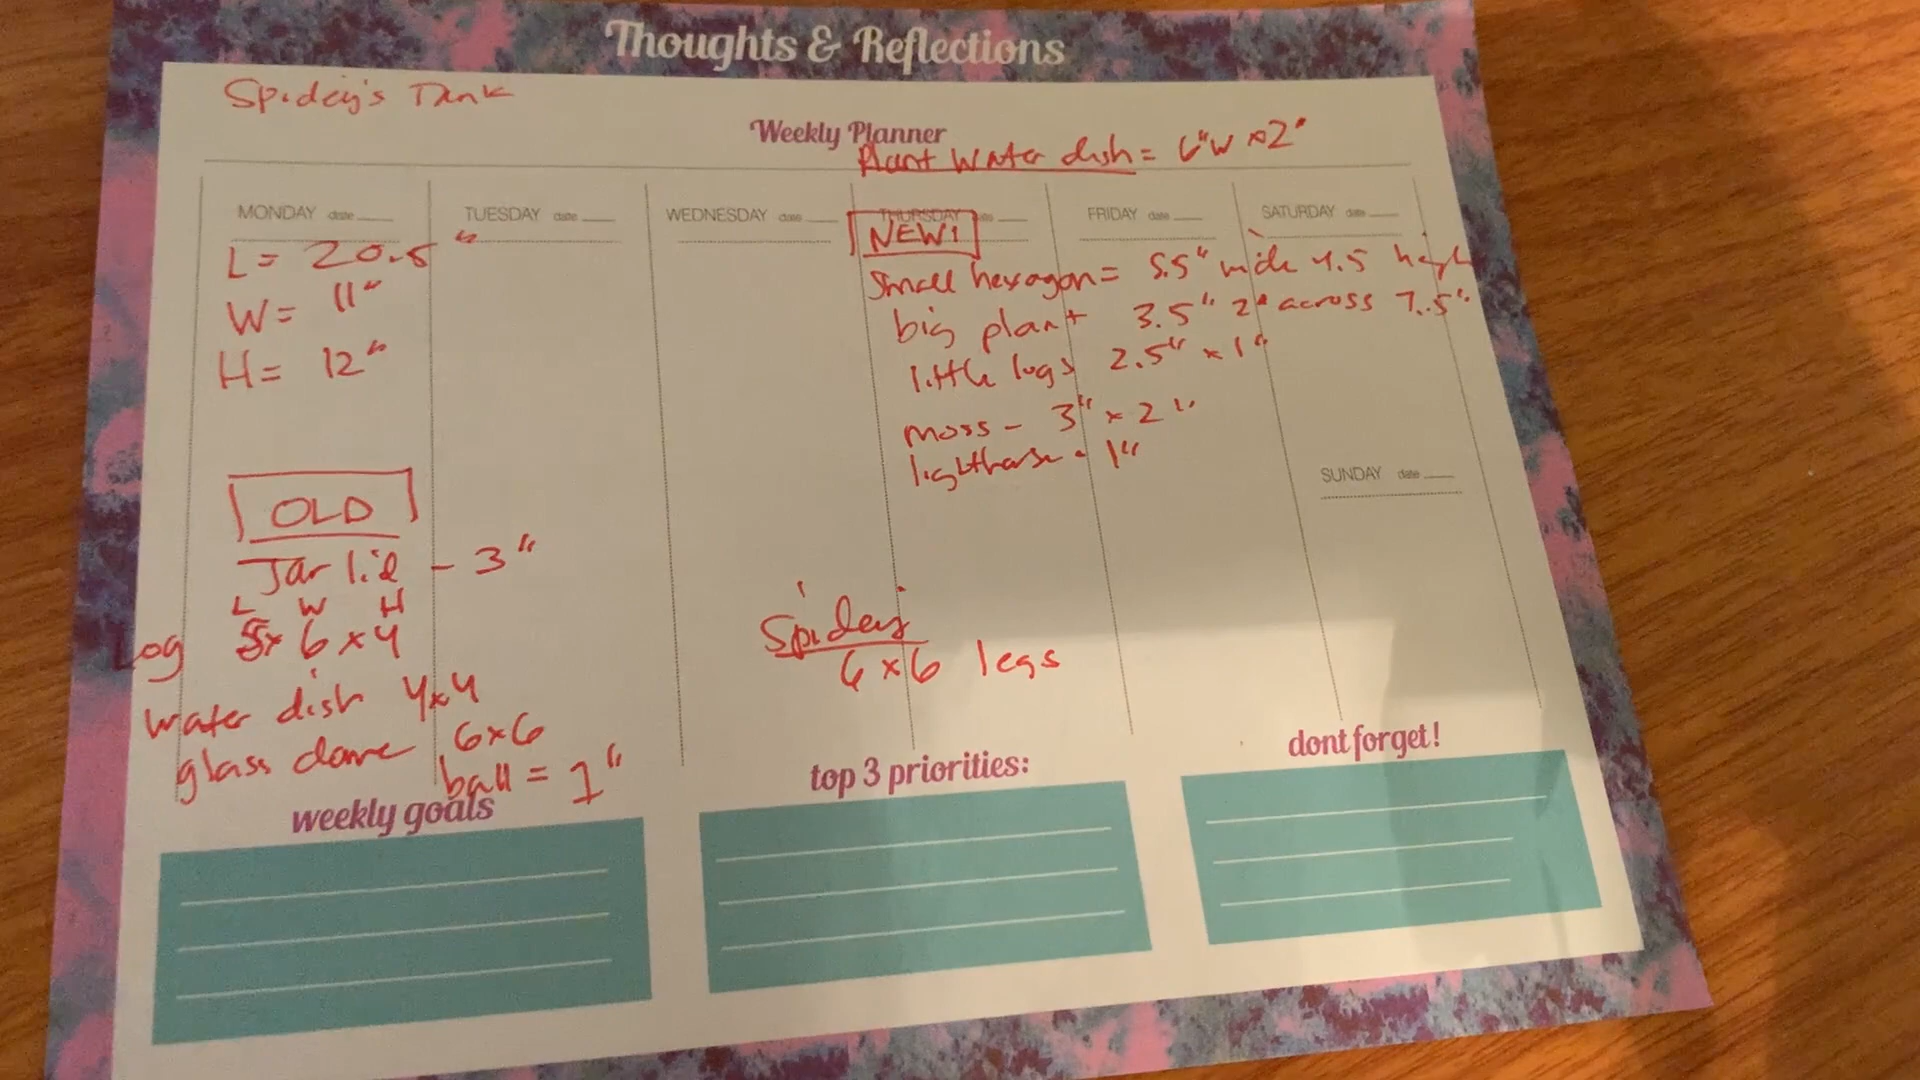 Thoughts & Reflections
Spidey's Tank
Weekly Planner
Plant water dish = 6"W x 2"
MONDAY date
TUESDAY date
WEDNESDAY date
THURSDAY date
FRIDAY date
SATURDAY date
L = 20.5"
W = 11"
H = 12"
NEW!
Small hexagon = 5.5" wide 4.5 high
big plant 3.5" 2" across 7.5"
little logs 2.5" x 1"
moss - 3" x 2"
lighthouse - 1"
SUNDAY date
OLD
Jar lid - 3"
L W H
Log 5x 6 x 4
water dish 4x4
glass dome 6x6
ball = 1"
Spidey
6 x 6 legs
weekly goals
top 3 priorities:
dont forget!